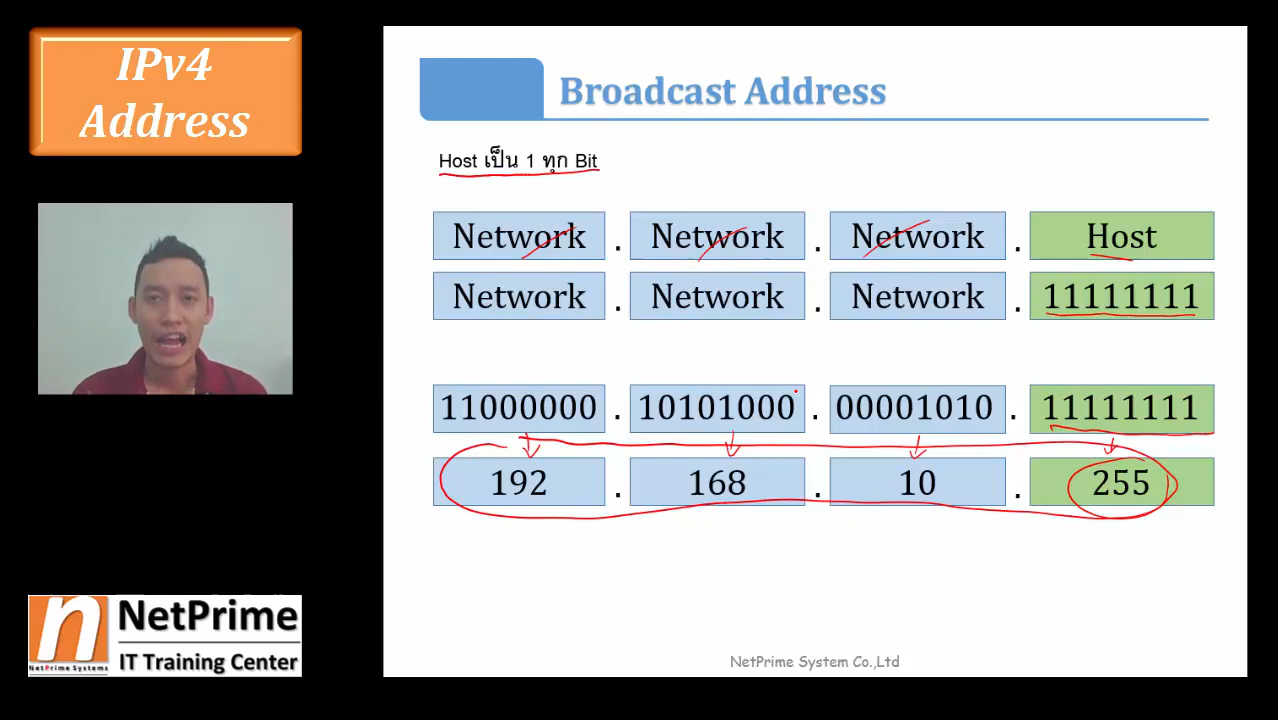 IPv4
Address
Broadcast Address
Host เป็น 1 ทุก Bit
Network . Network . Network . Host
Network . Network . Network . 11111111
11000000 . 10101000 . 00001010 . 11111111
192 . 168 . 10 . 255
n NetPrime
NetPrime Systems IT Training Center
NetPrime System Co.,Ltd